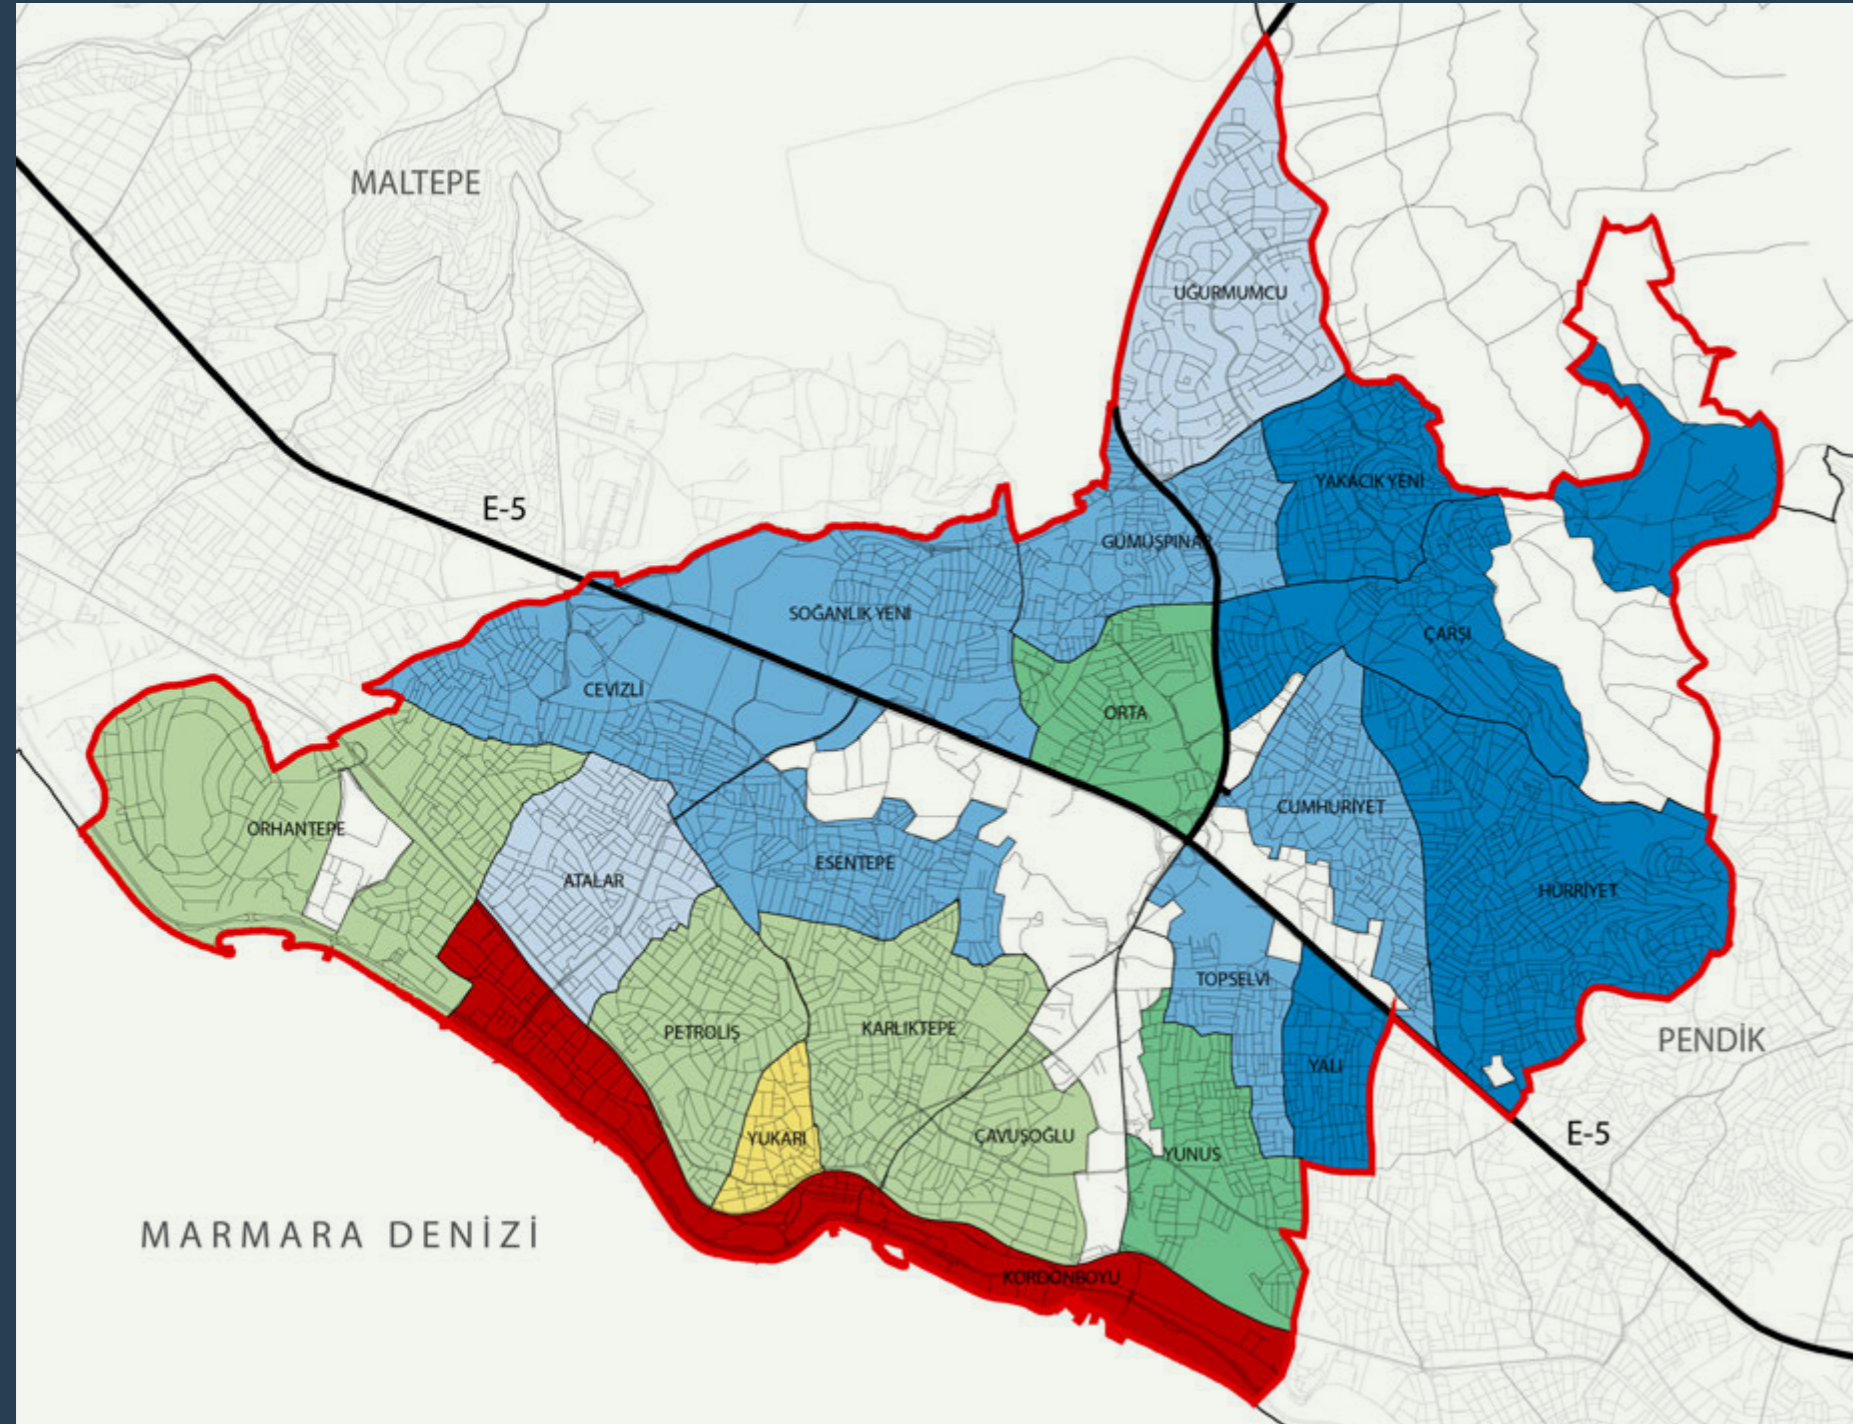 MALTEPE
UĞURMUMCU
YAKACIK YENİ
E-5
GÜMÜŞPINAR
SOĞANLIK YENİ
ÇARŞI
CEVİZLİ
ORTA
CUMHURİYET
ORHANTEPE
ESENTEPE
ATALAR
HÜRRİYET
TOPSELVİ
KARLIKTEPE
PETROLİŞ
PENDİK
YALI
E-5
YUKARI
ÇAVUŞOĞLU
YUNUS
MARMARA DENİZİ
KORDONBOYU